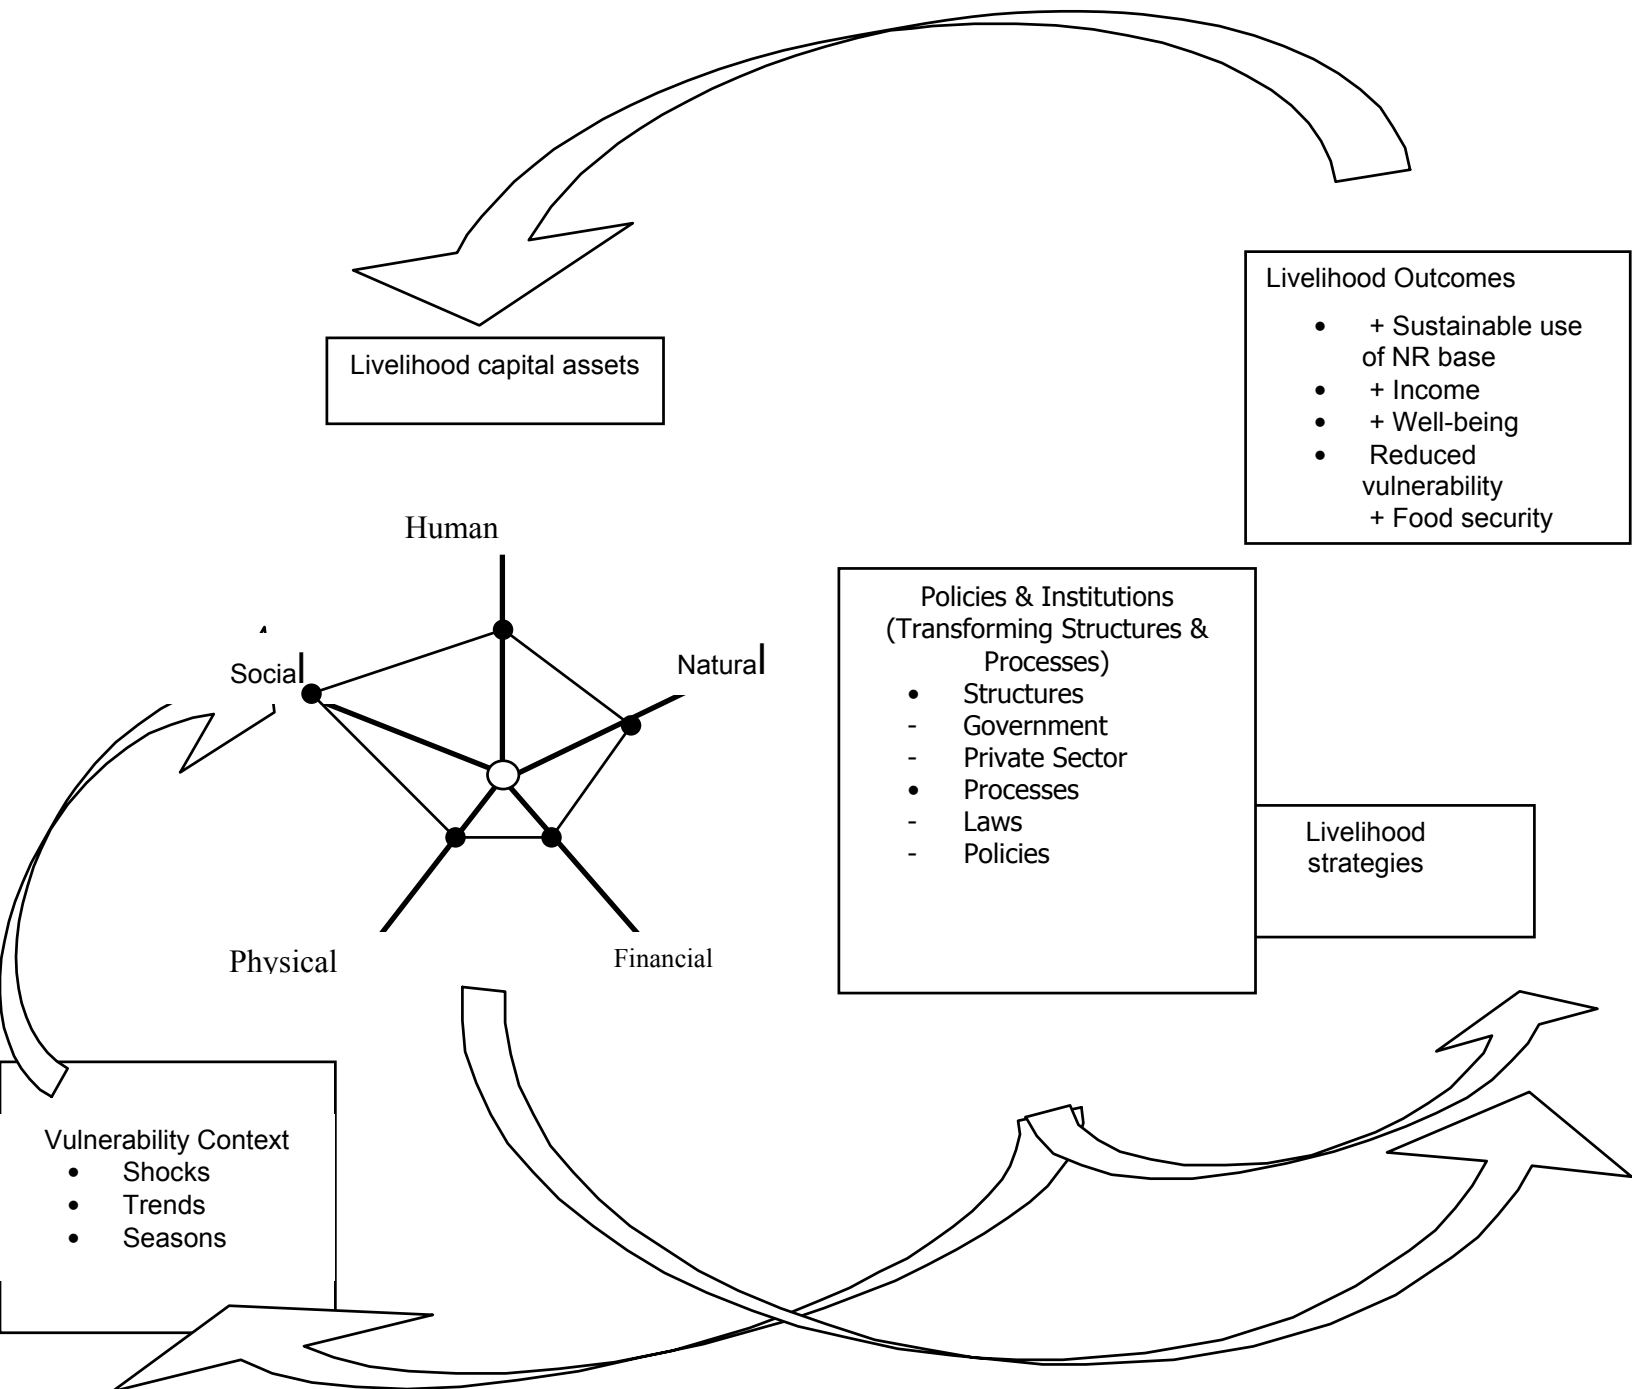 Livelihood Outcomes
• + Sustainable use
of NR base
• + Income
• + Well-being
• Reduced
vulnerability
+ Food security
Livelihood capital assets
Human
Social
Natural
Physical
Financial
Policies & Institutions
(Transforming Structures &
Processes)
• Structures
- Government
- Private Sector
• Processes
- Laws
- Policies
Livelihood
strategies
Vulnerability Context
• Shocks
• Trends
• Seasons